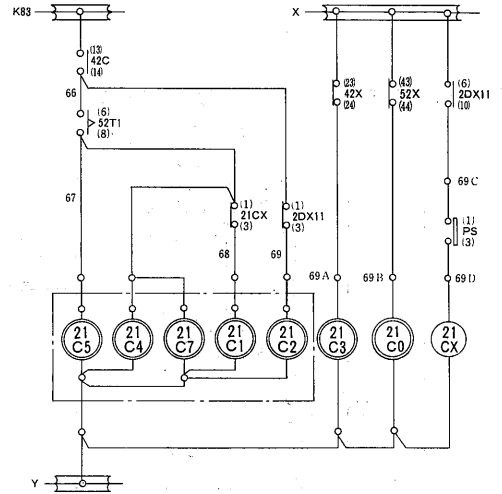 K83
X
(13)
42C
(14)
66
(6)
52T1
(8)
67
(23)
42X
(24)
(43)
52X
(44)
(6)
2DX11
(10)
69C
(1)
PS
(3)
(1)
21CX
(3)
(1)
2DX11
(3)
68
69
69A
69B
69D
21
C5
21
C4
21
C7
21
C1
21
C2
21
C3
21
C0
21
CX
Y